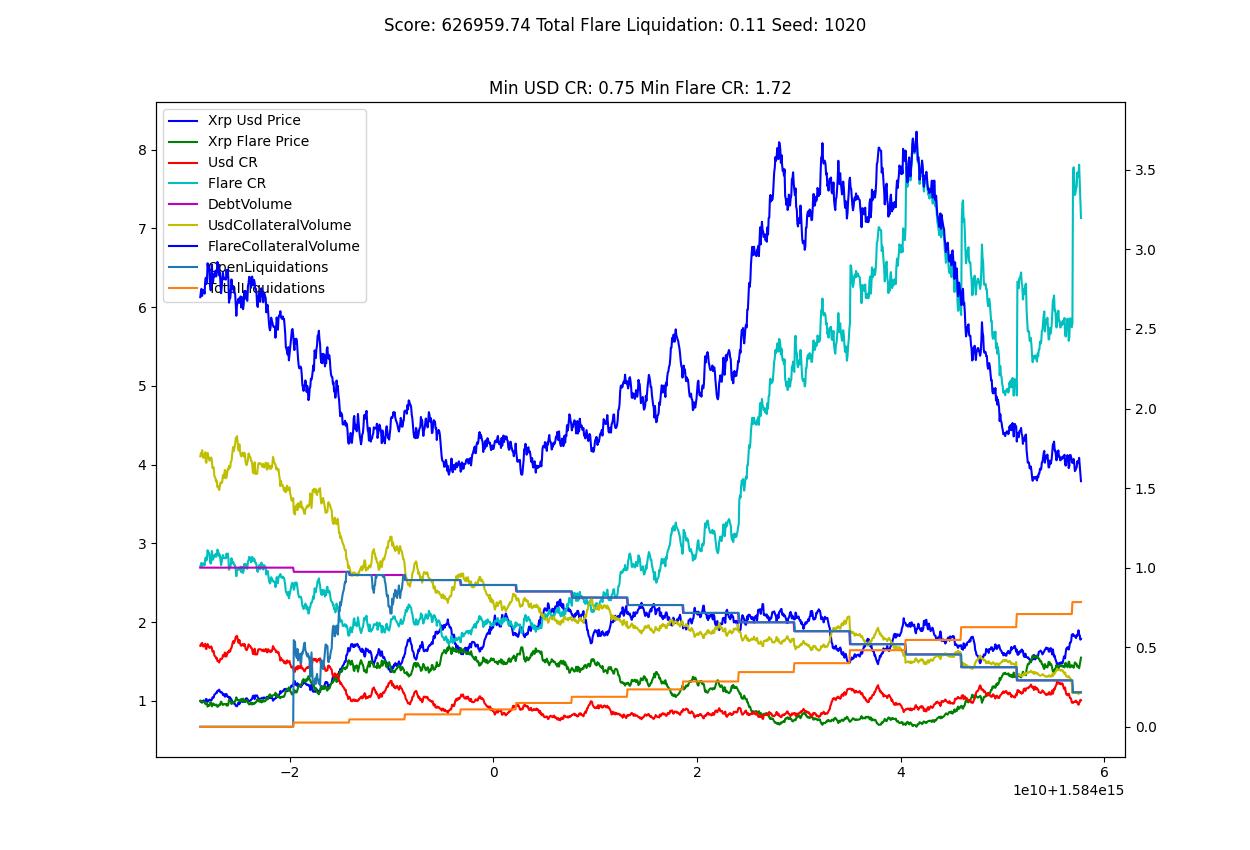 Score: 626959.74 Total Flare Liquidation: 0.11 Seed: 1020
Min USD CR: 0.75 Min Flare CR: 1.72
Xrp Usd Price
Xrp Flare Price
Usd CR
Flare CR
DebtVolume
UsdCollateralVolume
FlareCollateralVolume
OpenLiquidations
TotalLiquidations
8
7
6
5
4
3
2
1
3.5
3.0
2.5
2.0
1.5
1.0
0.5
0.0
−2
0
2
4
6
1e10+1.584e15